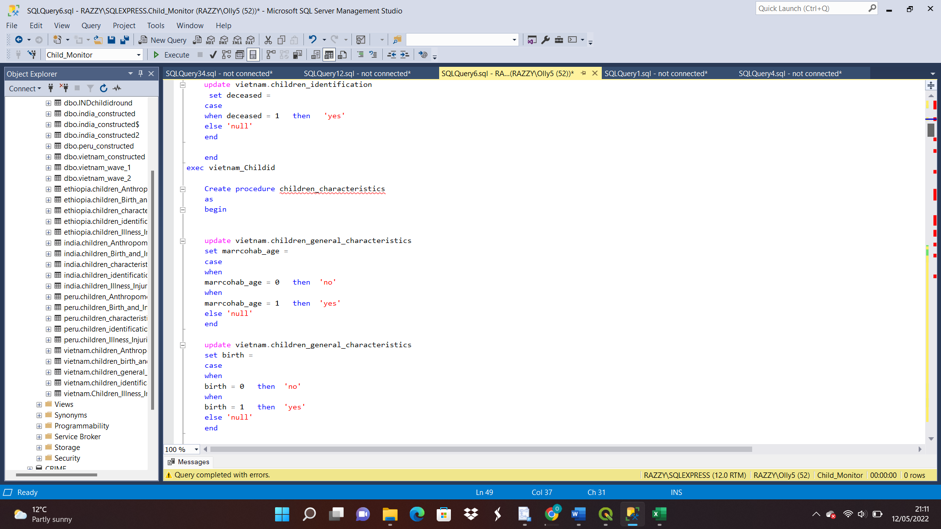 SQLQuery6.sql - RAZZY\SQLEXPRESS.Child_Monitor (RAZZY\Olly5 (52))* - Microsoft SQL Server Management Studio
Quick Launch (Ctrl+Q)
File Edit View Query Project Tools Window Help
New Query
Child_Monitor Execute
Object Explorer
SQLQuery34.sql - not connected* SQLQuery12.sql - not connected* SQLQuery6.sql - RA...(RAZZY\Olly5 (52))* SQLQuery1.sql - not connected* SQLQuery4.sql - not connected*
Connect
dbo.INDchildidround
dbo.india_constructed
dbo.india_constructed$
dbo.india_constructed2
dbo.peru_constructed
dbo.vietnam_constructed
dbo.vietnam_wave_1
dbo.vietnam_wave_2
ethiopia.children_Anthrop
ethiopia.children_Birth_an
ethiopia.children_characte
ethiopia.children_identific
ethiopia.children_Illness_I
india.children_Anthropom
india.children_Birth_and_I
india.children_characterist
india.children_identificatio
india.children_Illness_Injur
peru.children_Anthropome
peru.children_Birth_and_Ir
peru.children_characteristi
peru.children_identificatio
peru.children_Illness_Injuri
vietnam.children_Anthrop
vietnam.children_birth_an
vietnam.children_general_
vietnam.children_identific
vietnam.Children_Illness_I
Views
Synonyms
Programmability
Service Broker
Storage
Security
CRIME
update vietnam.children_identification
set deceased =
case
when deceased = 1 then 'yes'
else 'null'
end
end
exec vietnam_Childid
Create procedure children_characteristics
as
begin
update vietnam.children_general_characteristics
set marrcohab_age =
case
when
marrcohab_age = 0 then 'no'
when
marrcohab_age = 1 then 'yes'
else 'null'
end
update vietnam.children_general_characteristics
set birth =
case
when
birth = 0 then 'no'
when
birth = 1 then 'yes'
else 'null'
end
100 %
Messages
Query completed with errors. RAZZY\SQLEXPRESS (12.0 RTM) RAZZY\Olly5 (52) Child_Monitor 00:00:00 0 rows
Ready Ln 49 Col 37 Ch 31 INS
12°C
Partly sunny
21:11
12/05/2022